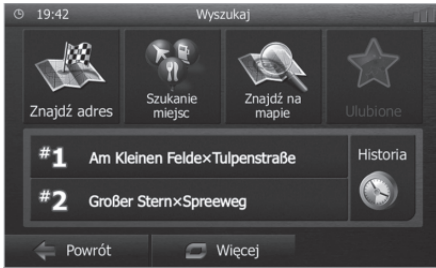 19:42 Wyszukaj
Znajdź adres
Szukanie
miejsc
Znajdź na
mapie
Ulubione
#1 Am Kleinen Felde×Tulpenstraße
Historia
#2 Großer Stern×Spreeweg
Powrót Więcej